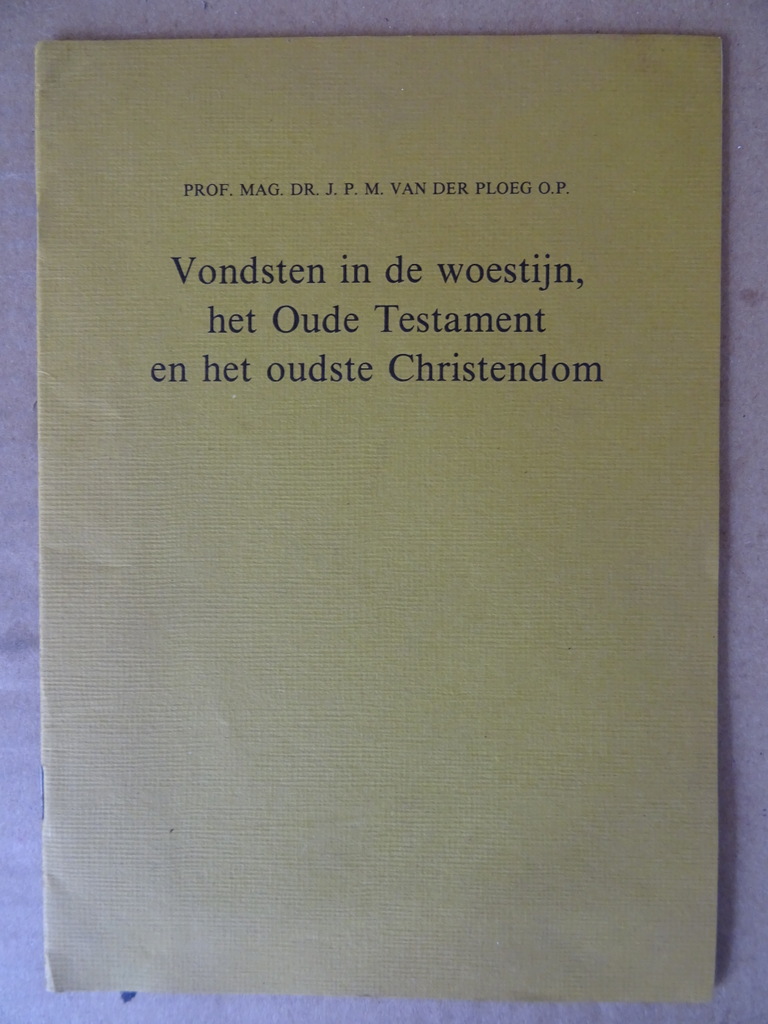 PROF. MAG. DR. J. P. M. VAN DER PLOEG O.P.
Vondsten in de woestijn,
het Oude Testament
en het oudste Christendom